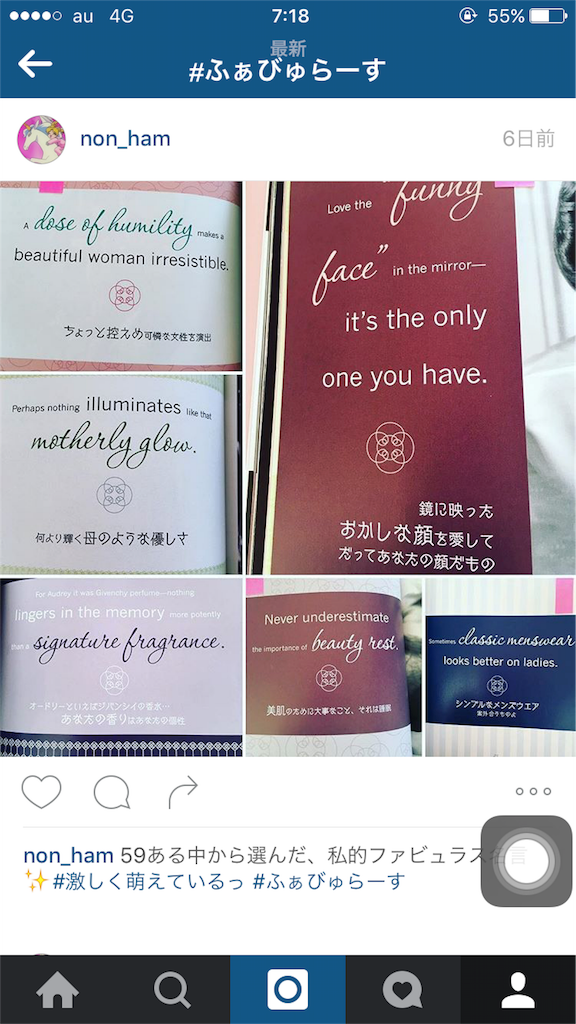 au 4G 7:18 55%
最新
#ふぁびゅらーす
non_ham 6日前
A dose of humility makes a
beautiful woman irresistible.
ちょっと控えめ可憐な女性を演出
Perhaps nothing illuminates like that
motherly glow.
何より輝く母のような優しさ
Love the “funny
face” in the mirror—
it's the only
one you have.
鏡に映った
おかしな顔を愛して
だってあなたの顔だもの
For Audrey it was Givenchy perfume—nothing
lingers in the memory more potently
than a signature fragrance.
オードリーといえばジバンシイの香水…
あなたの香りはあなたの個性
Never underestimate
the importance of beauty rest.
美肌のために大事なこと、それは睡眠
Sometimes classic menswear
looks better on ladies.
シンプルなメンズウエア
案外合うものよ
non_ham 59ある中から選んだ、私的ファビュラス名言
✨#激しく萌えているっ #ふぁびゅらーす